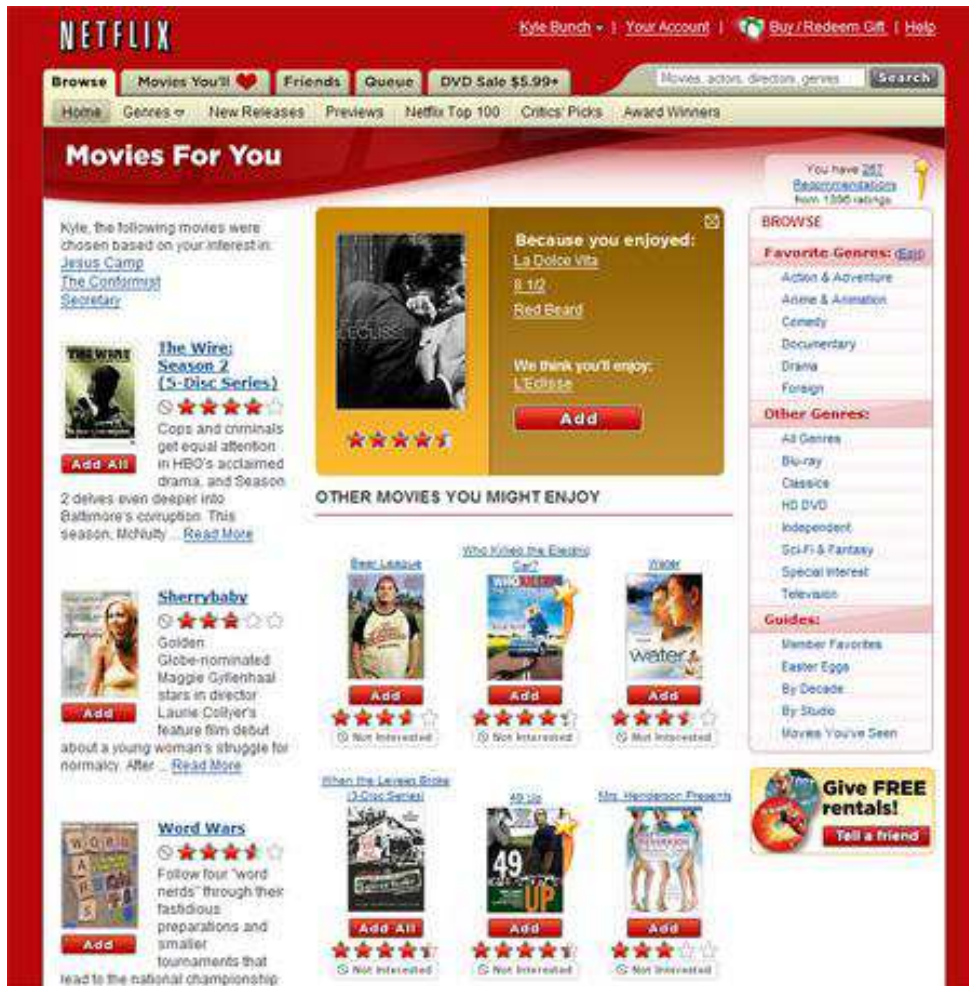 NETFLIX
Kyle Bunch | Your Account | Buy / Redeem Gift | Help
Browse
Movies You'll
Friends
Queue
DVD Sale $5.99+
Movies, actors, directors, genres
Search
Home
Genres
New Releases
Previews
Netflix Top 100
Critics' Picks
Award Winners
Movies For You
You have 267
Recommendations
from 1396 ratings
Kyle, the following movies were
chosen based on your interest in:
Jesus Camp
The Conformist
Secretary
THE WIRE
The Wire:
Season 2
(5-Disc Series)
Cops and criminals
get equal attention
in HBO's acclaimed
drama, and Season
2 delves even deeper into
Baltimore's corruption. This
season, McNulty ... Read More
Add All
Sherrybaby
Golden
Globe-nominated
Maggie Gyllenhaal
stars in director
Laurie Collyer's
feature film debut
about a young woman's struggle for
normalcy. After ... Read More
Add
WORD
WARS
Word Wars
Follow four "word
nerds" through their
fastidious
preparations and
smaller
tournaments that
lead to the national championship
Add
L'ECLISSE
Because you enjoyed:
La Dolce Vita
8 1/2
Red Beard
We think you'll enjoy:
L'Eclisse
Add
OTHER MOVIES YOU MIGHT ENJOY
Beer League
Add
Not Interested
Who Killed the Electric
Car?
Add
Not Interested
Water
water
Add
Not Interested
When the Levees Broke
(3-Disc Series)
Add All
Not Interested
49 Up
49
UP
Add
Not Interested
Mrs. Henderson Presents
Add
Not Interested
BROWSE
Favorite Genres: (Edit)
Action & Adventure
Anime & Animation
Comedy
Documentary
Drama
Foreign
Other Genres:
All Genres
Blu-ray
Classics
HD DVD
Independent
Sci-Fi & Fantasy
Special Interest
Television
Guides:
Member Favorites
Easter Eggs
By Decade
By Studio
Movies You've Seen
Give FREE
rentals!
Tell a friend